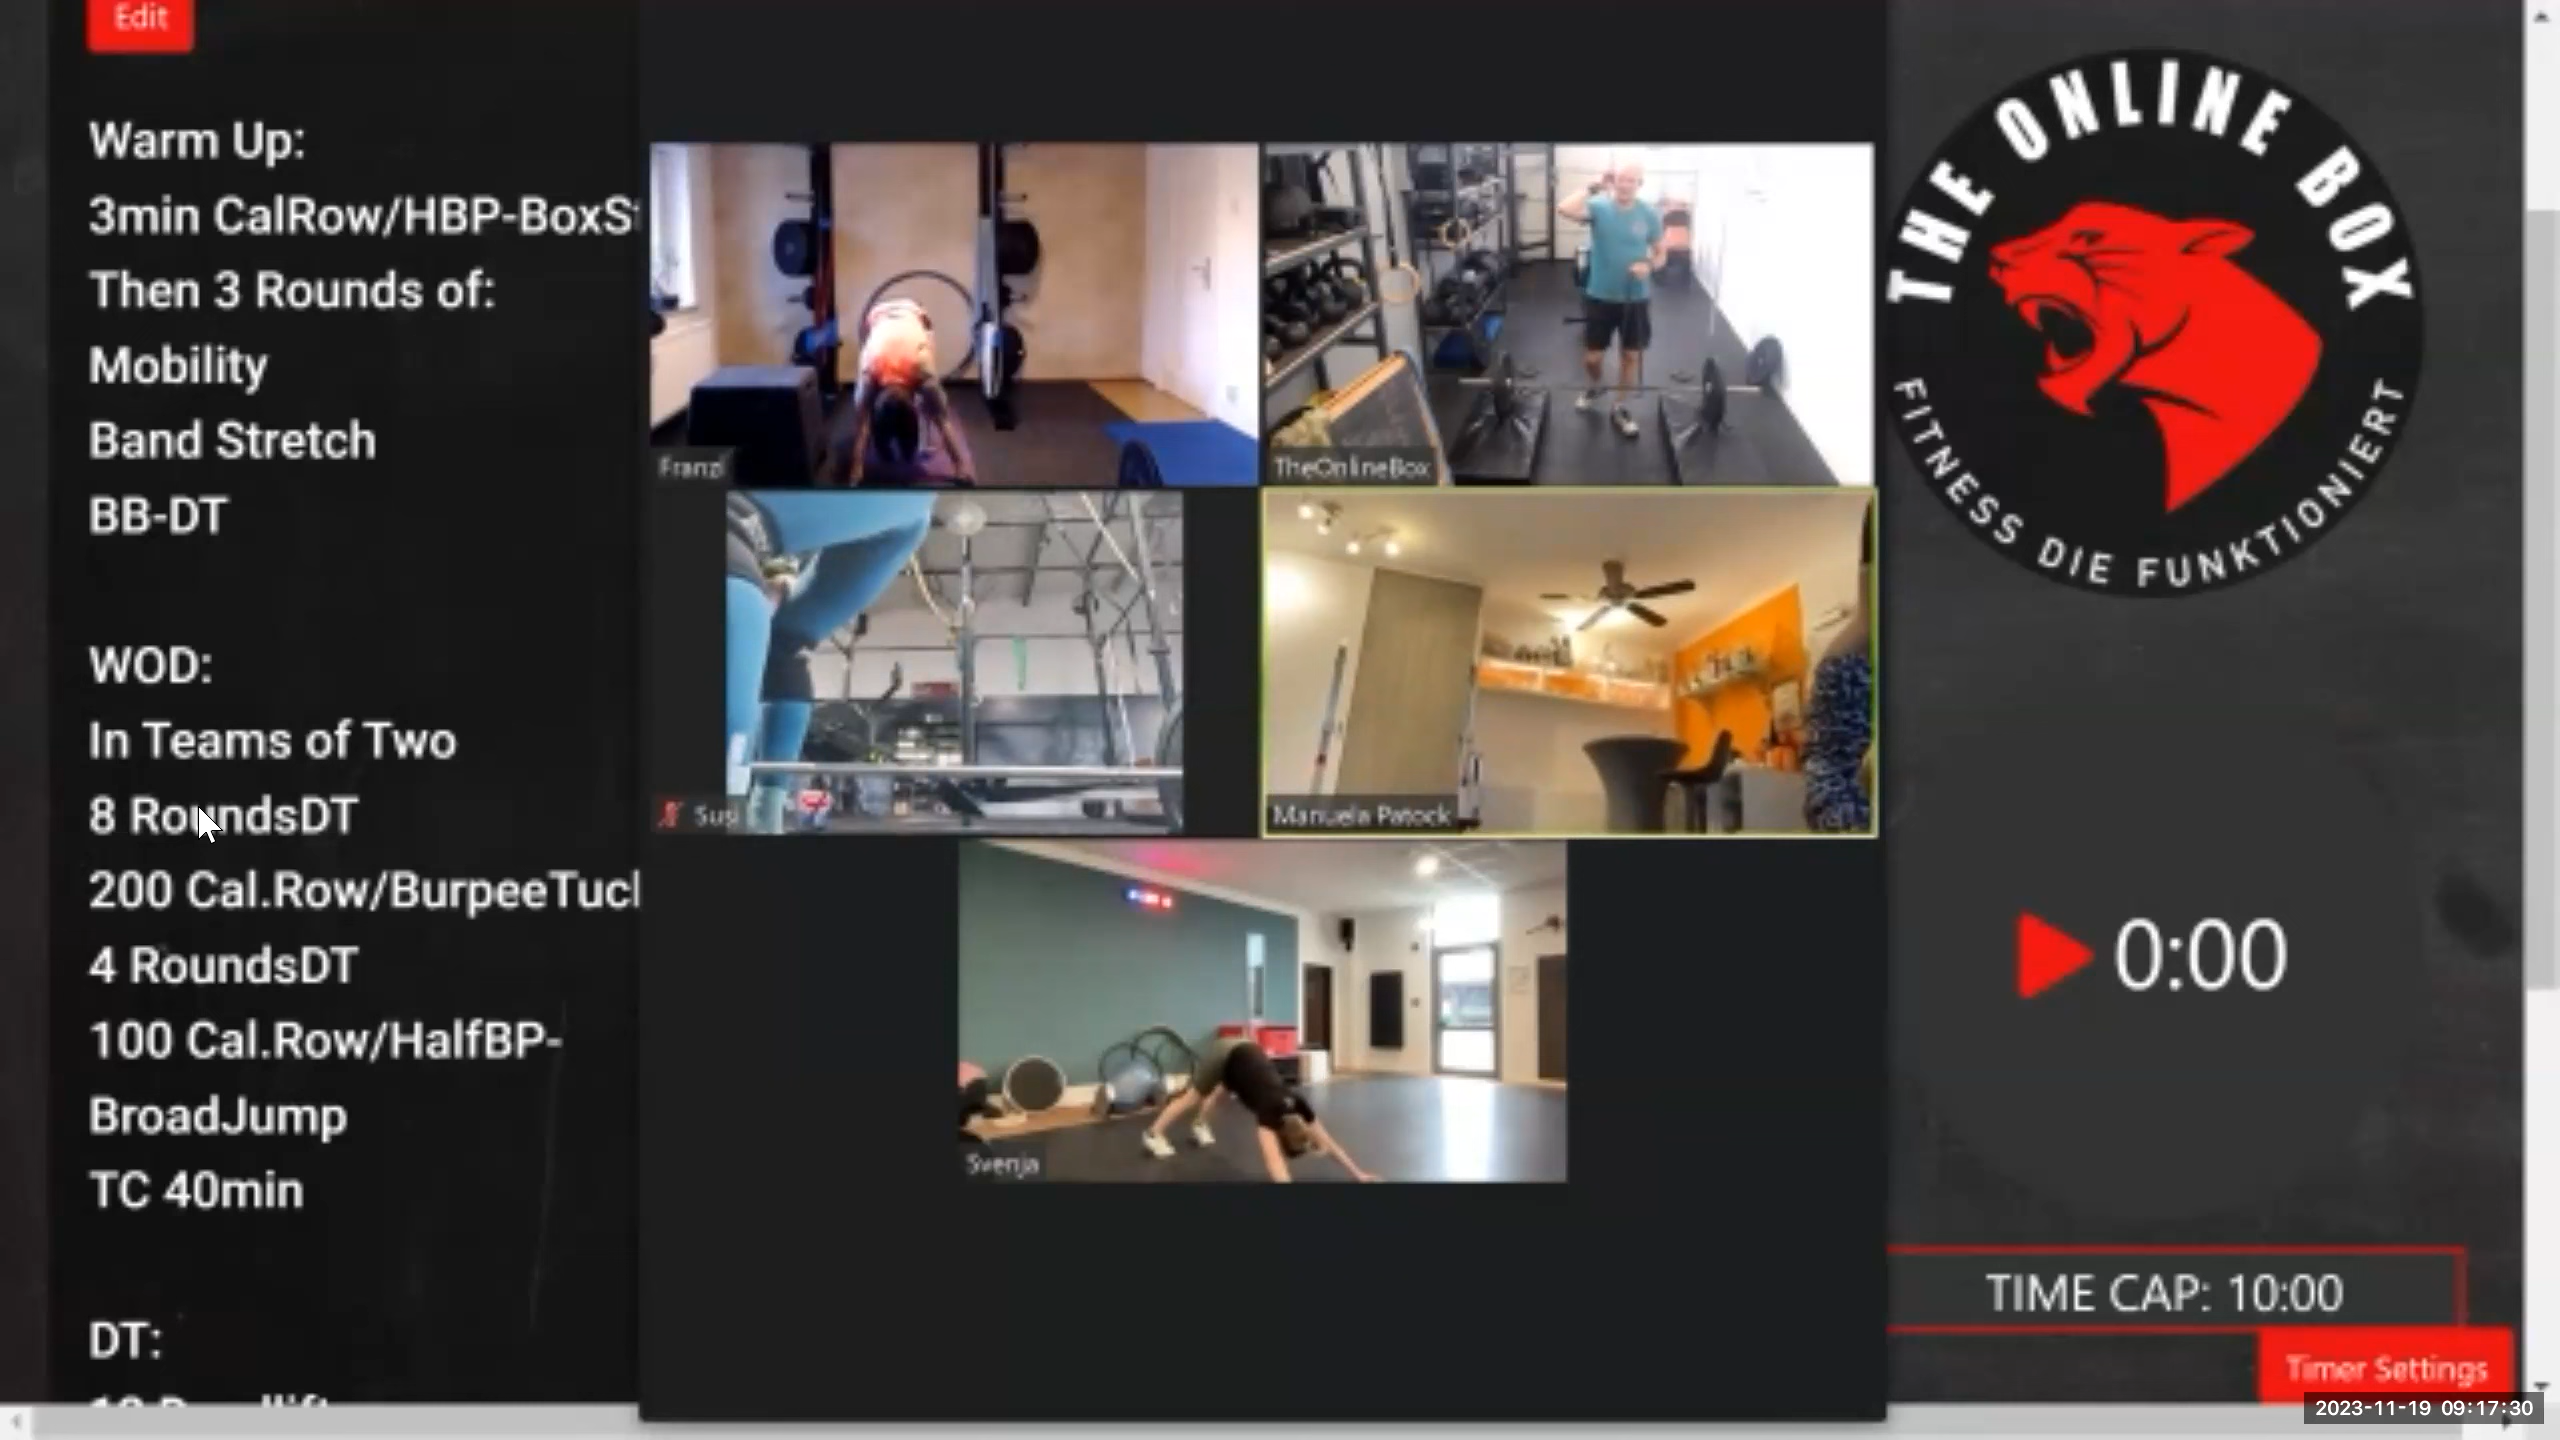 Edit
Warm Up:
3min CalRow/HBP-BoxSt
Then 3 Rounds of:
Mobility
Band Stretch
BB-DT
WOD:
In Teams of Two
8 RoundsDT
200 Cal.Row/BurpeeTuck
4 RoundsDT
100 Cal.Row/HalfBP-
BroadJump
TC 40min
DT:
Franzi
TheOnlineBox
Susi
Manuela Patock
Svenja
THE ONLINE BOX
FITNESS DIE FUNKTIONIERT
0:00
TIME CAP: 10:00
Timer Settings
2023-11-19 09:17:30